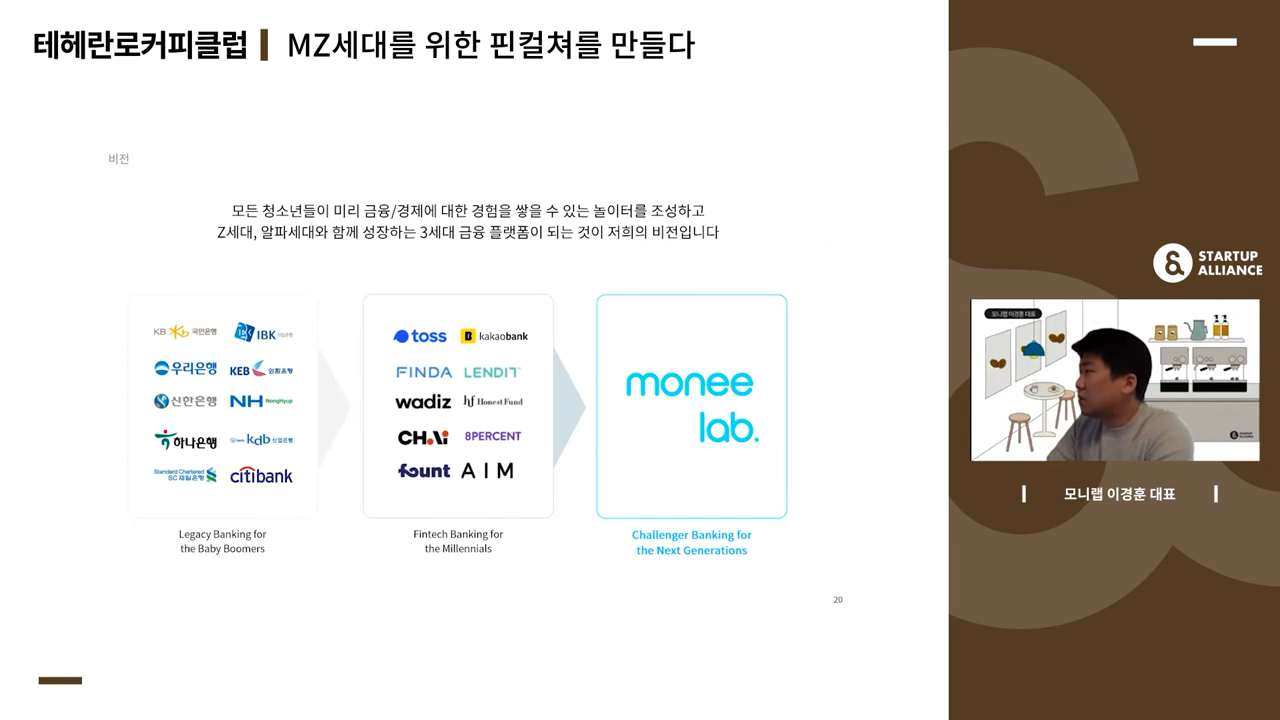 테헤란로커피클럽 MZ세대를 위한 핀컬쳐를 만들다
비전
모든 청소년들이 미리 금융/경제에 대한 경험을 쌓을 수 있는 놀이터를 조성하고
Z세대, 알파세대와 함께 성장하는 3세대 금융 플랫폼이 되는 것이 저희의 비전입니다
KB 국민은행
IBK 기업은행
우리은행
KEB 외환은행
신한은행
NH NongHyup
하나은행
kdb 산업은행
Standard Chartered
SC제일은행
citibank
Legacy Banking for
the Baby Boomers
toss
kakaobank
FINDA
LENDIT
wadiz
hf Honest Fund
CHAi
8PERCENT
fount
AIM
Fintech Banking for
the Millennials
monee
lab.
Challenger Banking for
the Next Generations
20
STARTUP
ALLIANCE
모니랩 이경훈 대표
모니랩 이경훈 대표